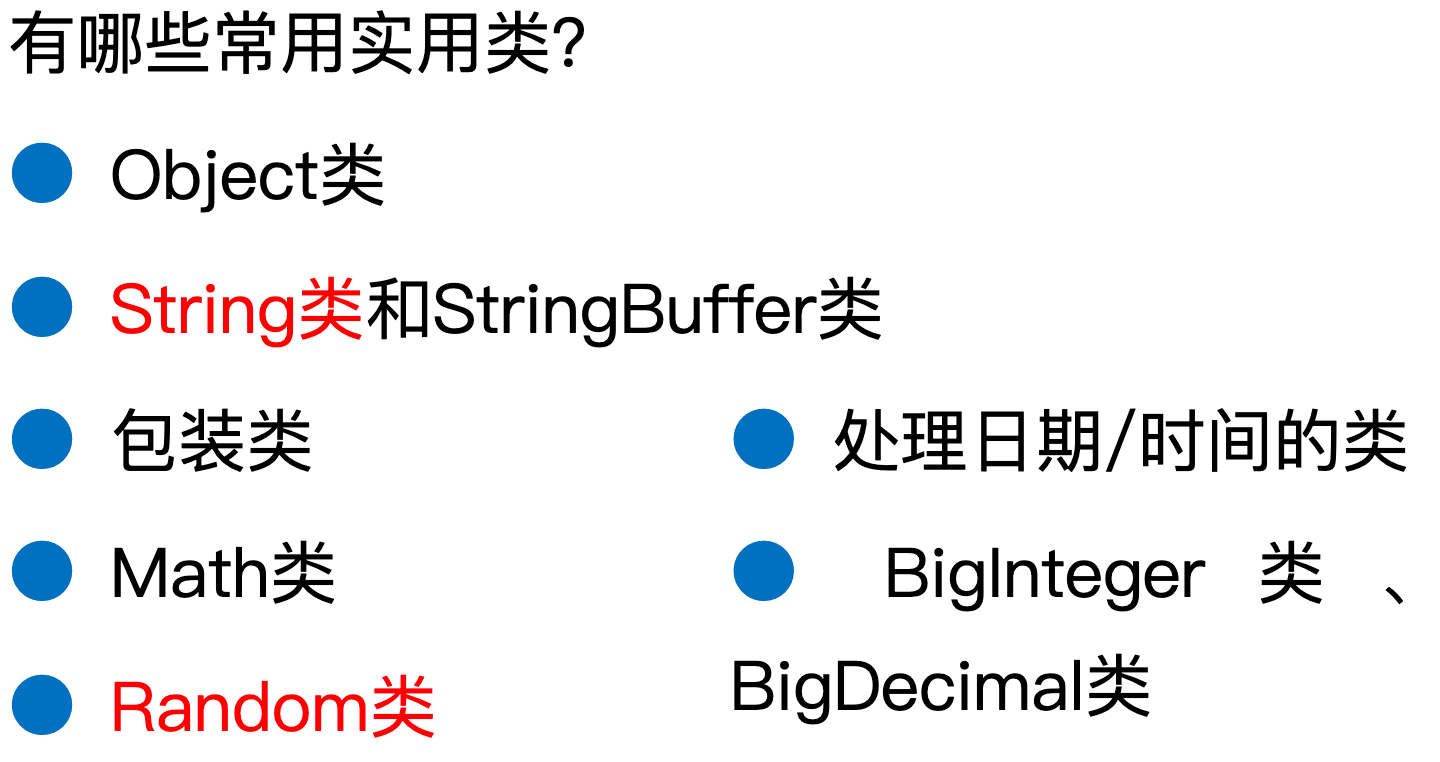 有哪些常用实用类?
Object类
String类和StringBuffer类
包装类
Math类
Random类
处理日期/时间的类
BigInteger 类 、
BigDecimal类